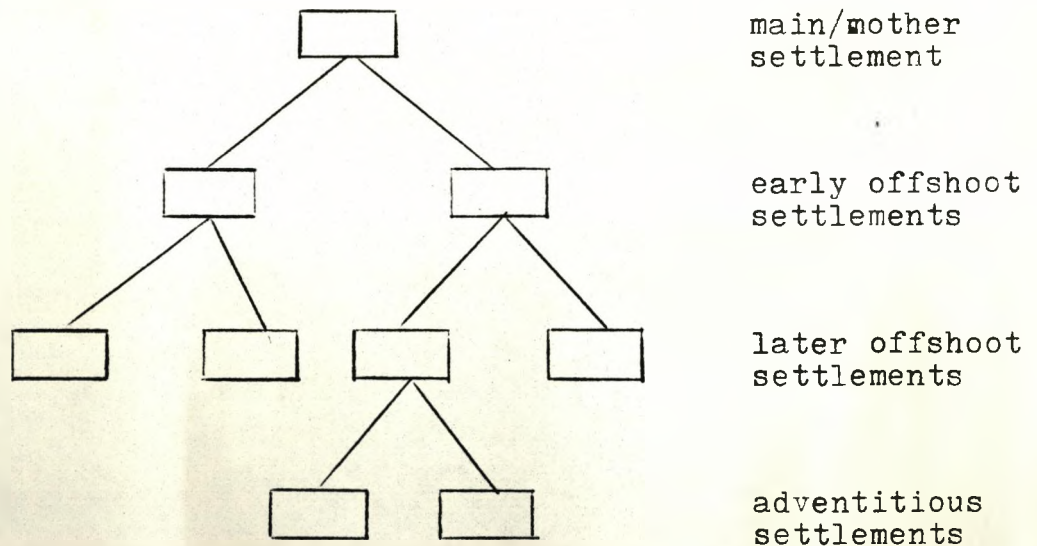 main/mother
settlement
early offshoot
settlements
later offshoot
settlements
adventitious
settlements